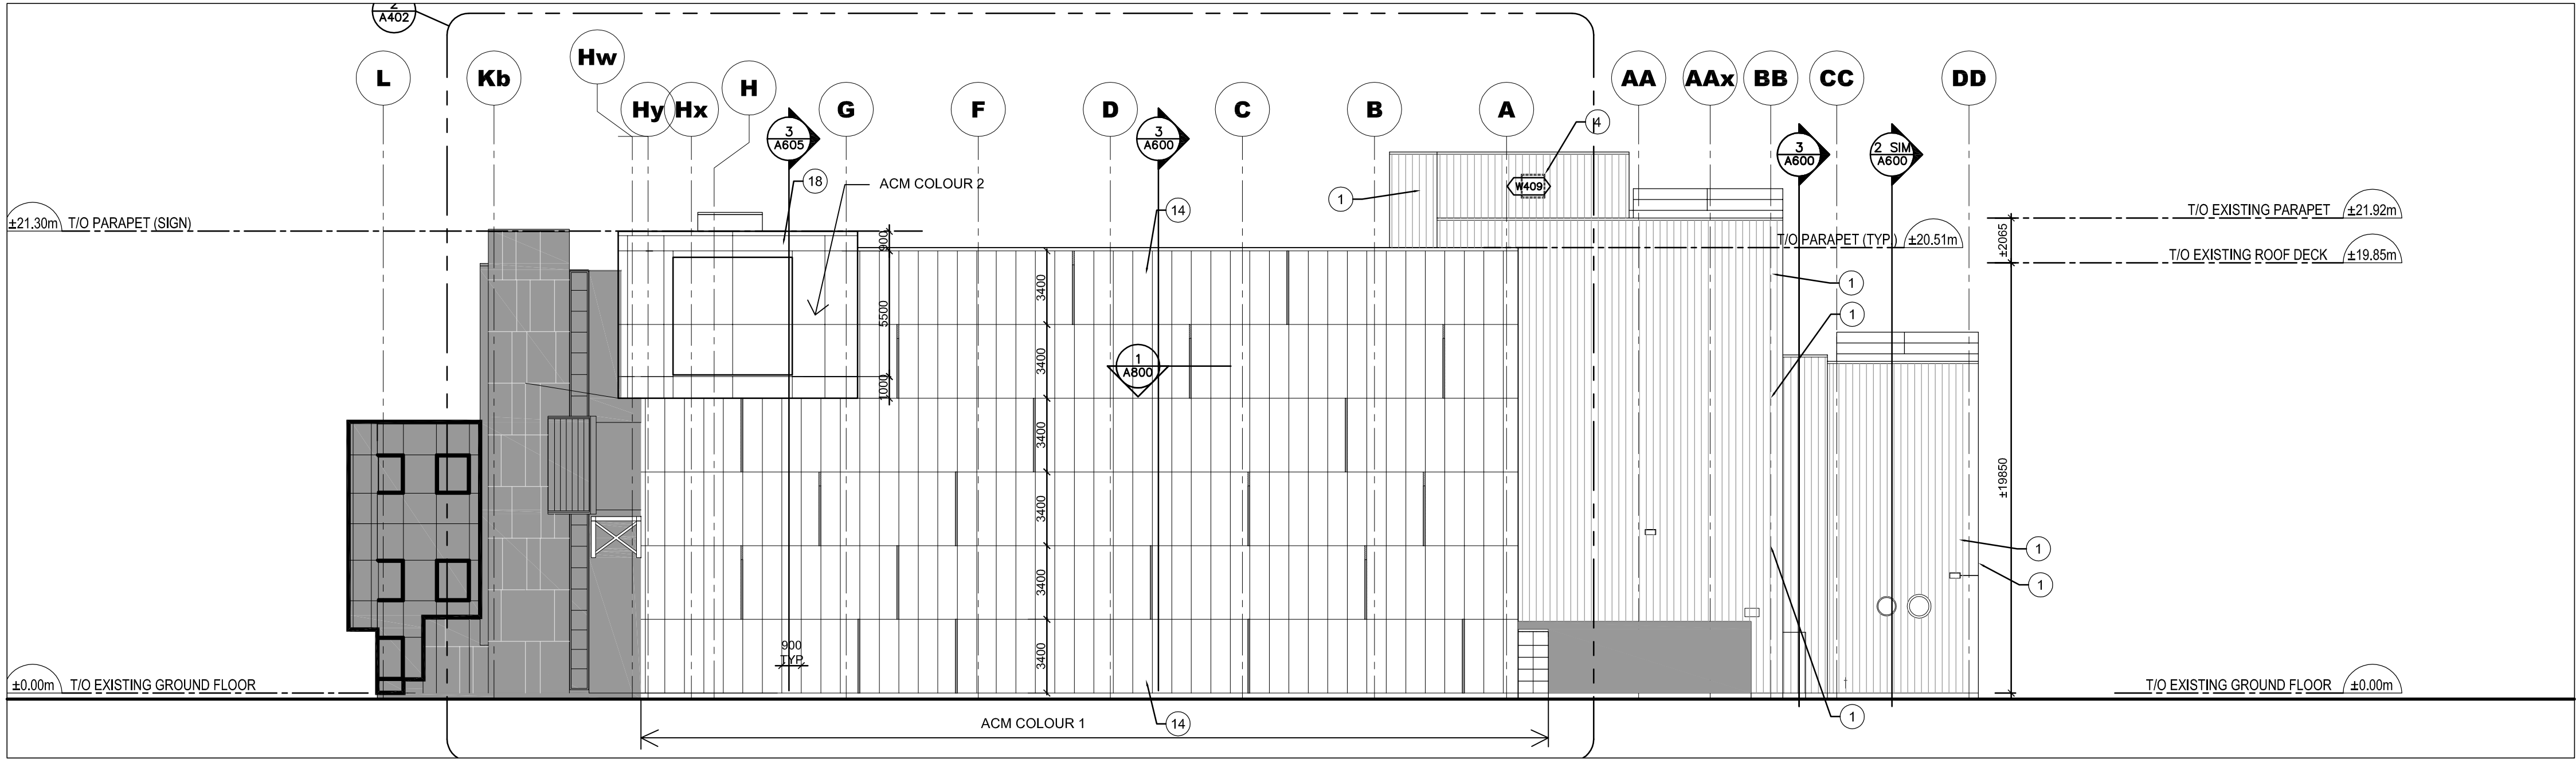 2
A402
L
Kb
Hw
Hy
Hx
H
G
F
D
C
B
A
AA
AAx
BB
CC
DD
3
A605
3
A600
4
3
A600
2 SIM
A600
18
ACM COLOUR 2
14
1
W409
±21.30m T/O PARAPET (SIGN)
T/O EXISTING PARAPET ±21.92m
T/O PARAPET (TYP.) ±20.51m
T/O EXISTING ROOF DECK ±19.85m
±2065
900
5500
1000
3400
3400
3400
3400
3400
3400
1
A800
1
1
±19850
1
1
900
TYP.
±0.00m T/O EXISTING GROUND FLOOR
T/O EXISTING GROUND FLOOR ±0.00m
ACM COLOUR 1
14
1